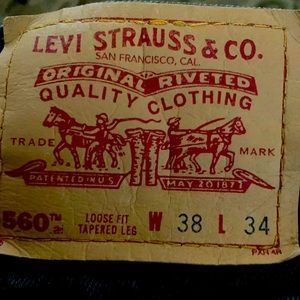 LEVI STRAUSS & CO.
SAN FRANCISCO, CAL.
ORIGINAL RIVETED
QUALITY CLOTHING
TRADE MARK
PATENTED IN U.S. MAY 20 1873
560™ LOOSE FIT TAPERED LEG W 38 L 34